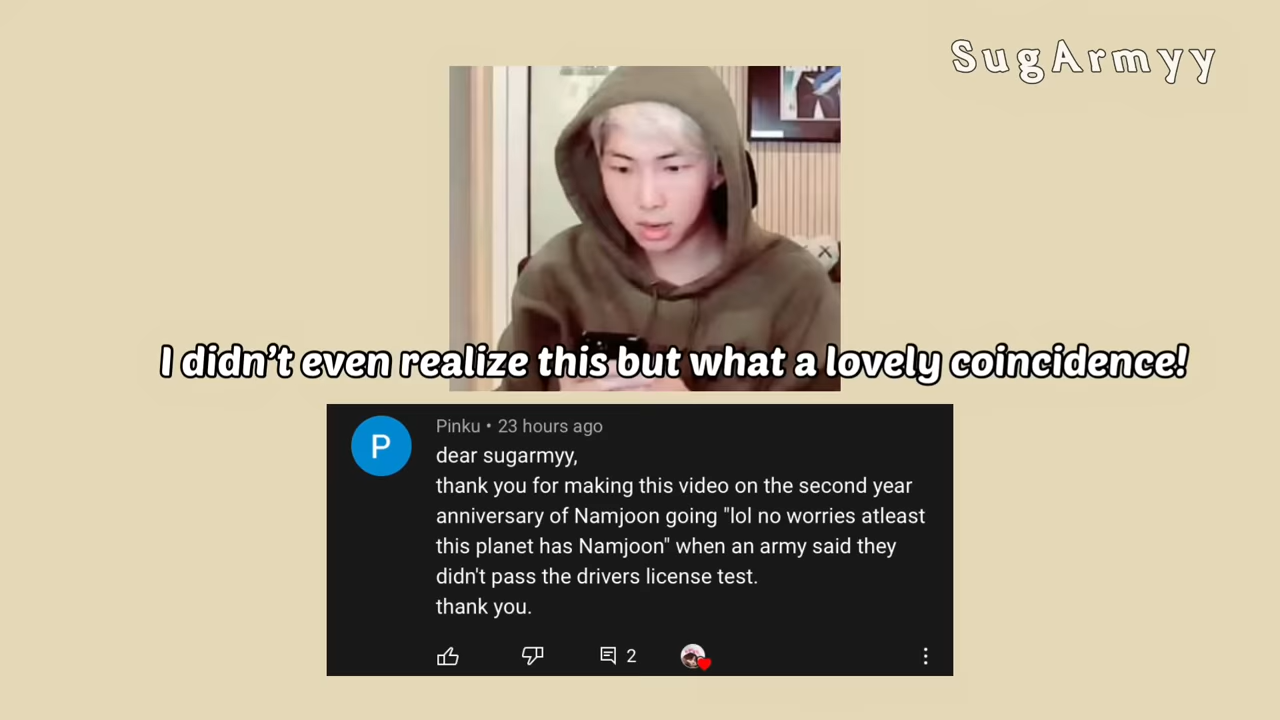 SugArmyy
I didn't even realize this but what a lovely coincidence!
P
Pinku • 23 hours ago
dear sugarmyy,
thank you for making this video on the second year
anniversary of Namjoon going "lol no worries atleast
this planet has Namjoon" when an army said they
didn't pass the drivers license test.
thank you.
2